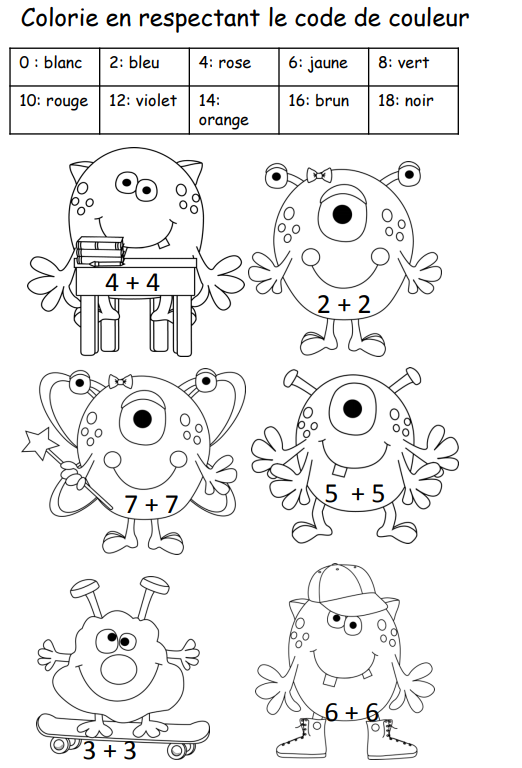 Colorie en respectant le code de couleur
0 : blanc 2: bleu 4: rose 6: jaune 8: vert
10: rouge 12: violet 14: orange 16: brun 18: noir
4 + 4
2 + 2
7 + 7
5 + 5
3 + 3
6 + 6